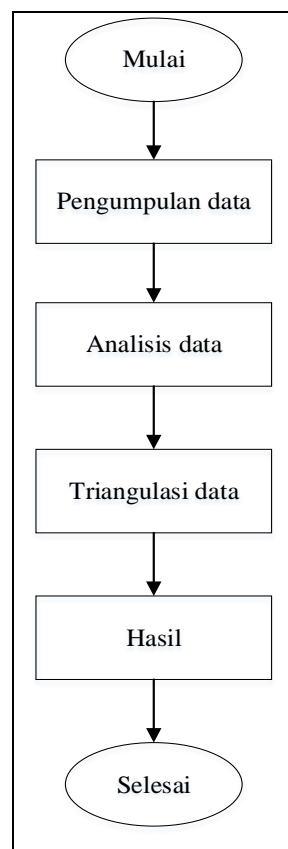 Mulai
Pengumpulan data
Analisis data
Triangulasi data
Hasil
Selesai